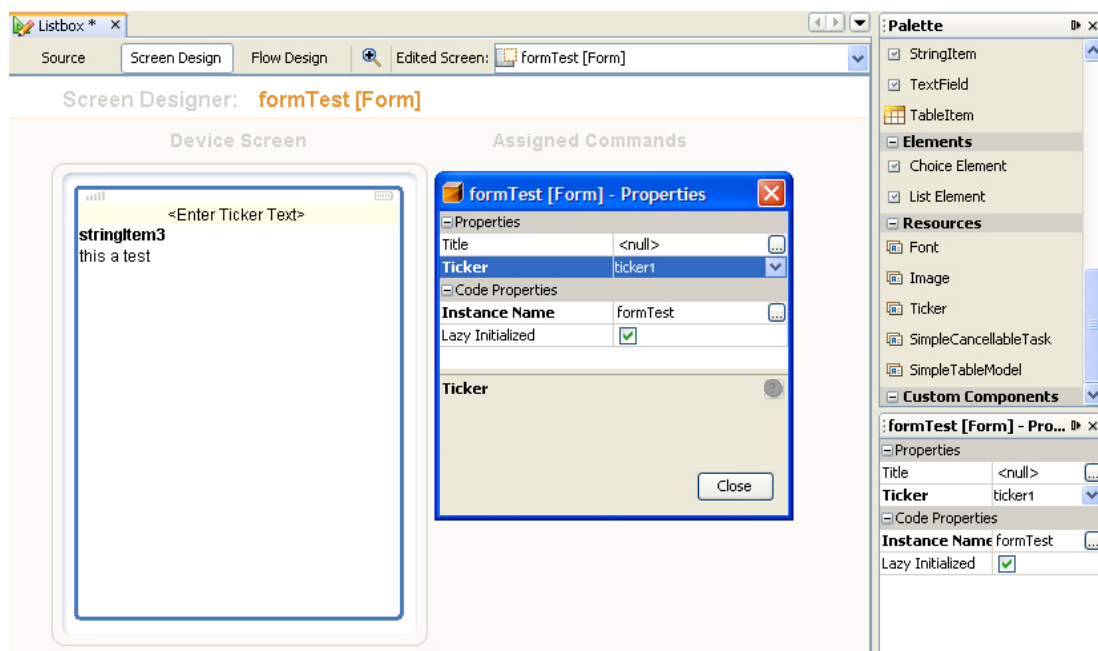 Listbox *
Source Screen Design Flow Design Edited Screen: formTest [Form]
Screen Designer: formTest [Form]
Device Screen
Assigned Commands
<Enter Ticker Text>
stringItem3
this a test
formTest [Form] - Properties
Properties
Title <null> ...
Ticker ticker1
Code Properties
Instance Name formTest ...
Lazy Initialized
Ticker
?
Close
Palette
StringItem
TextField
TableItem
Elements
Choice Element
List Element
Resources
Font
Image
Ticker
SimpleCancellableTask
SimpleTableModel
Custom Components
formTest [Form] - Pro...
Properties
Title <null> ...
Ticker ticker1
Code Properties
Instance Name formTest ...
Lazy Initialized